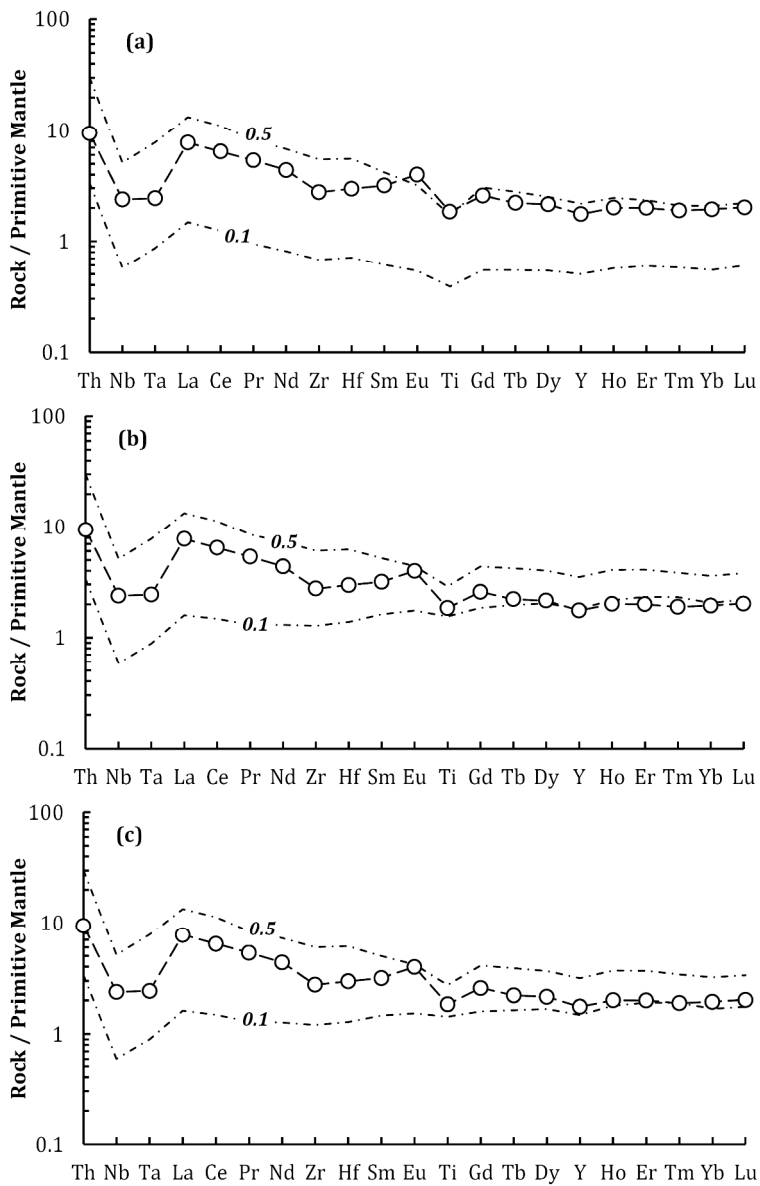 (a)
Rock / Primitive Mantle
100
10
1
0.1
0.5
0.1
Th Nb Ta La Ce Pr Nd Zr Hf Sm Eu Ti Gd Tb Dy Y Ho Er Tm Yb Lu
(b)
Rock / Primitive Mantle
100
10
1
0.1
0.5
0.1
Th Nb Ta La Ce Pr Nd Zr Hf Sm Eu Ti Gd Tb Dy Y Ho Er Tm Yb Lu
(c)
Rock / Primitive Mantle
100
10
1
0.1
0.5
0.1
Th Nb Ta La Ce Pr Nd Zr Hf Sm Eu Ti Gd Tb Dy Y Ho Er Tm Yb Lu